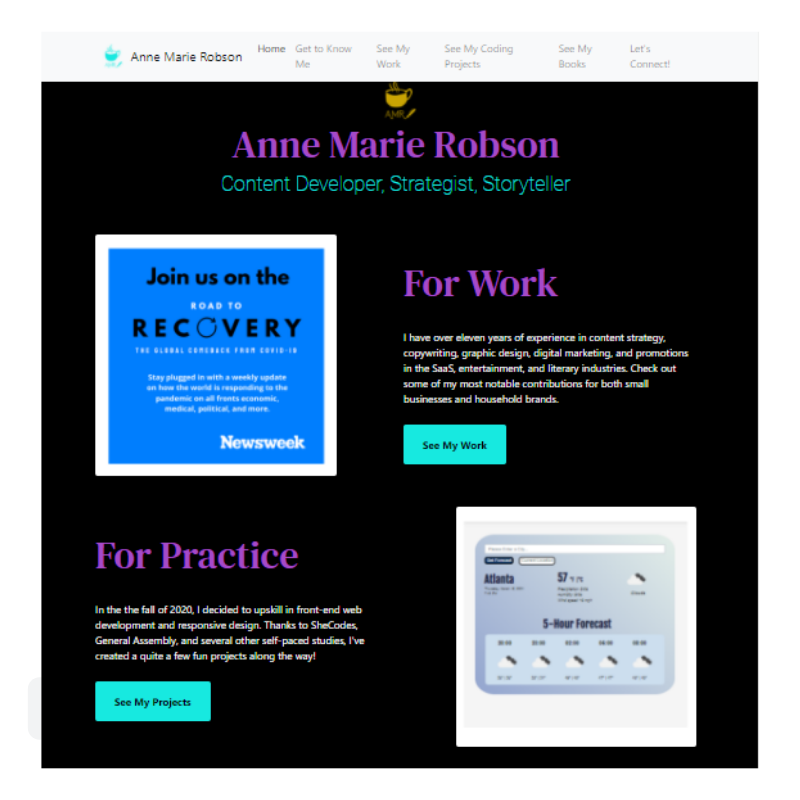 Anne Marie Robson
Home
Get to Know
Me
See My
Work
See My Coding
Projects
See My
Books
Let's
Connect!
AMR
Anne Marie Robson
Content Developer, Strategist, Storyteller
Join us on the
ROAD TO
RECOVERY
THE GLOBAL COMEBACK FROM COVID-19
Stay plugged in with a weekly update
on how the world is responding to the
pandemic on all fronts economic,
medical, political, and more.
Newsweek
For Work
I have over eleven years of experience in content strategy,
copywriting, graphic design, digital marketing, and promotions
in the SaaS, entertainment, and literary industries. Check out
some of my most notable contributions for both small
businesses and household brands.
See My Work
For Practice
In the the fall of 2020, I decided to upskill in front-end web
development and responsive design. Thanks to SheCodes,
General Assembly, and several other self-paced studies, I've
created a quite a few fun projects along the way!
See My Projects
Atlanta
57
5-Hour Forecast